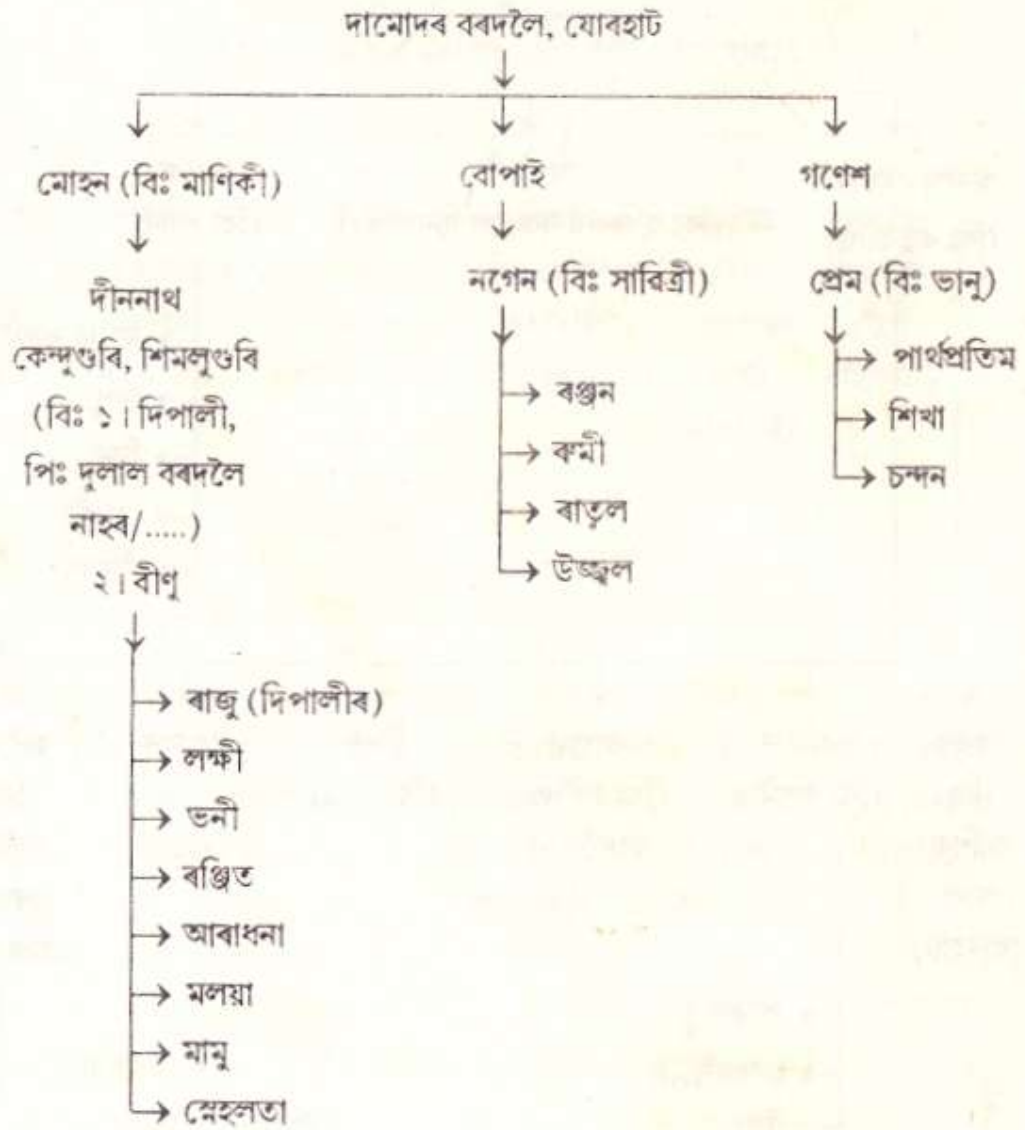 দামোদৰ বৰদলৈ, যোৰহাট
মোহন (বিঃ মাণিকী)
দীননাথ
কেন্দুগুৰি, শিমলুগুৰি
(বিঃ ১। দিপালী,
পিঃ দুলাল বৰদলৈ
নাহৰ/.....)
২। বীণু
ৰাজু (দিপালীৰ)
লক্ষী
ভনী
ৰঞ্জিত
আৰাধনা
মলয়া
মামু
স্নেহলতা
বোপাই
নগেন (বিঃ সাবিত্ৰী)
ৰঞ্জন
ৰুমী
ৰাতুল
উজ্জ্বল
গণেশ
প্ৰেম (বিঃ ভানু)
পাৰ্থপ্ৰতিম
শিখা
চন্দন